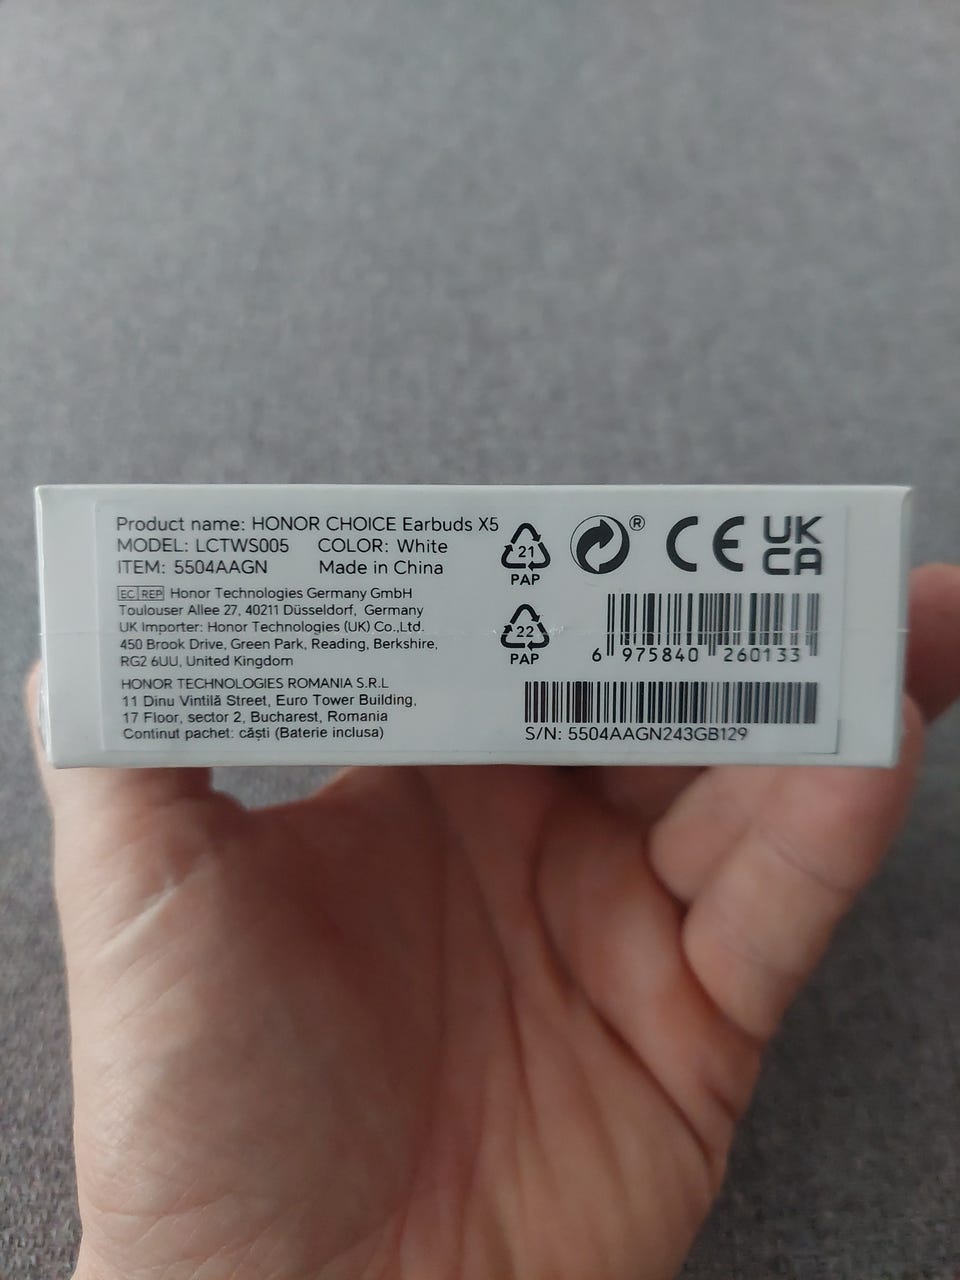 Product name: HONOR CHOICE Earbuds X5
MODEL: LCTWS005 COLOR: White
ITEM: 5504AAGN Made in China
EC REP Honor Technologies Germany GmbH
Toulouser Allee 27, 40211 Düsseldorf, Germany
UK Importer: Honor Technologies (UK) Co.,Ltd.
450 Brook Drive, Green Park, Reading, Berkshire,
RG2 6UU, United Kingdom
HONOR TECHNOLOGIES ROMANIA S.R.L
11 Dinu Vintilă Street, Euro Tower Building,
17 Floor, sector 2, Bucharest, Romania
Continut pachet: căști (Baterie inclusa)
21
PAP
22
PAP
®
CE
UK
CA
6 975840 260133
S/N: 5504AAGN243GB129